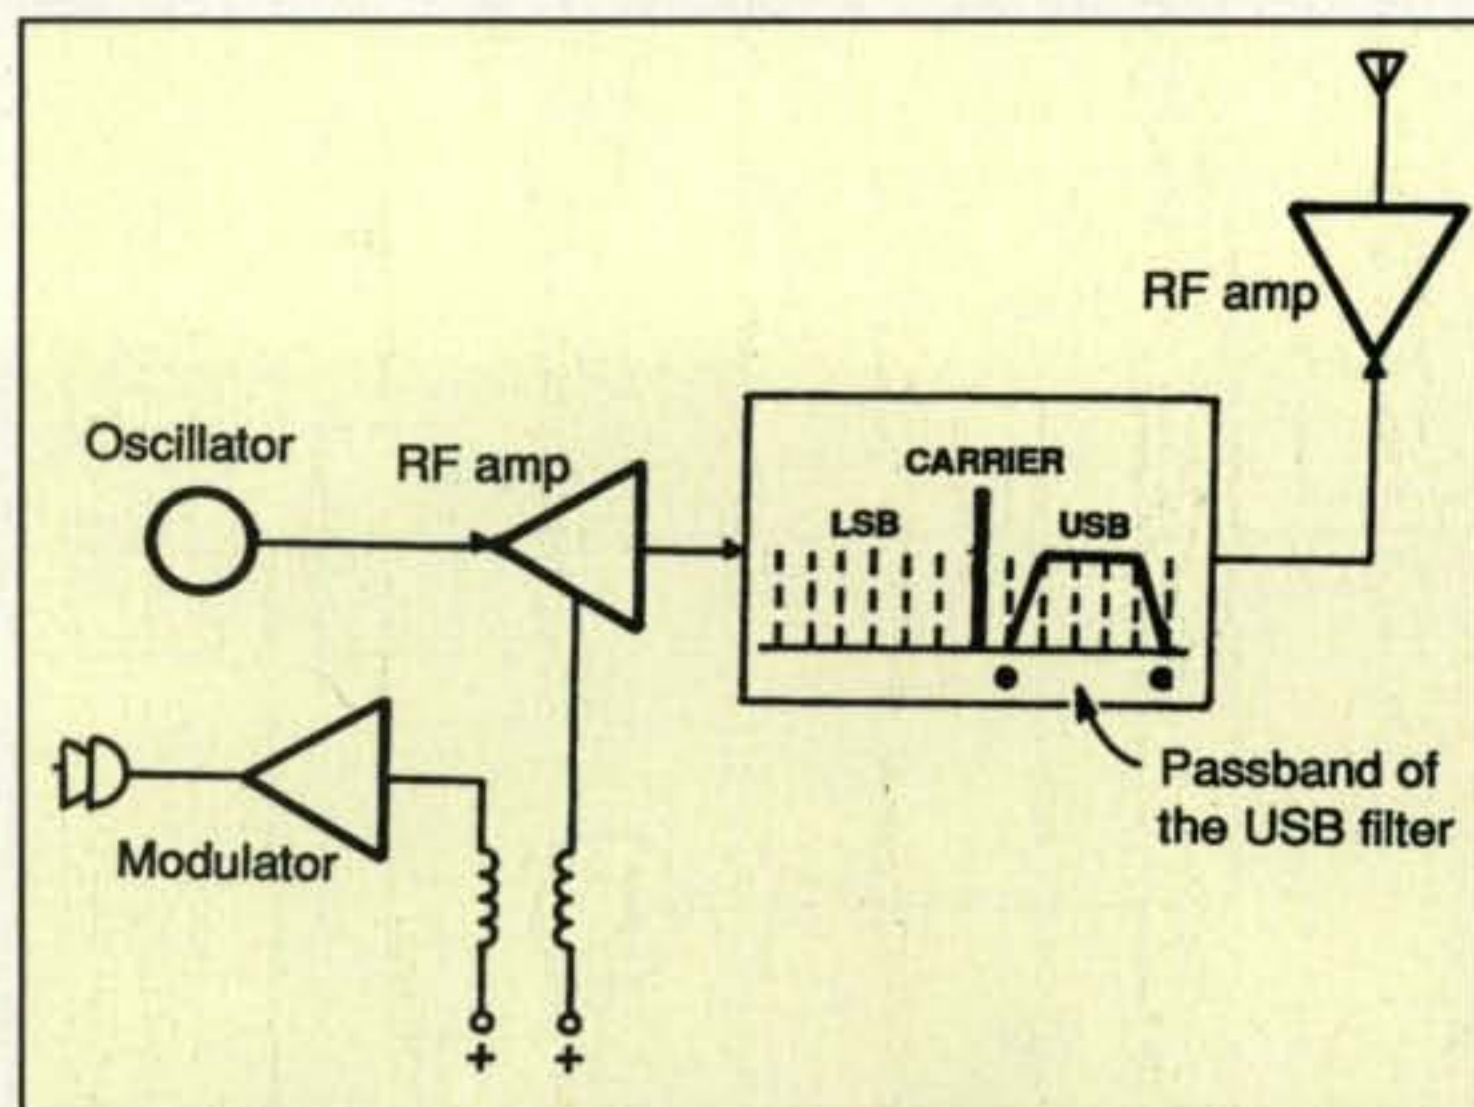 RF amp
Oscillator
RF amp
CARRIER
LSB
USB
Passband of
the USB filter
Modulator
+
+